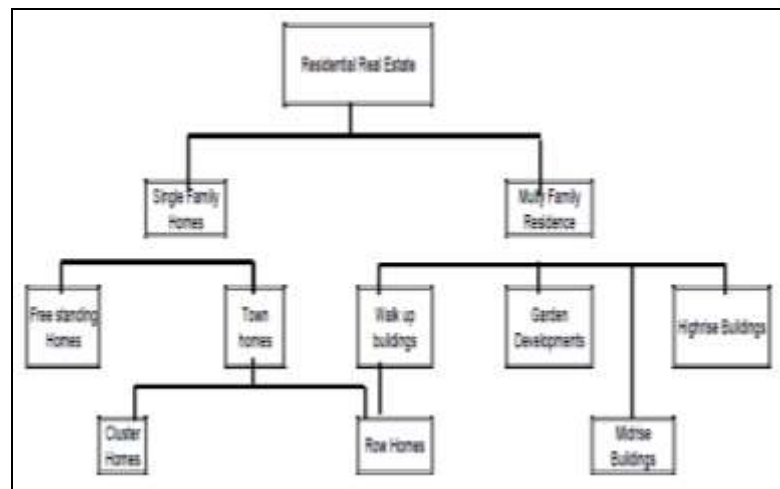 Residential Real Estate
Single Family
Homes
Multy Family
Residence
Free standing
Homes
Town
homes
Walk up
buildings
Garden
Developments
Highrise Buildings
Cluster
Homes
Row Homes
Midrise
Buildings